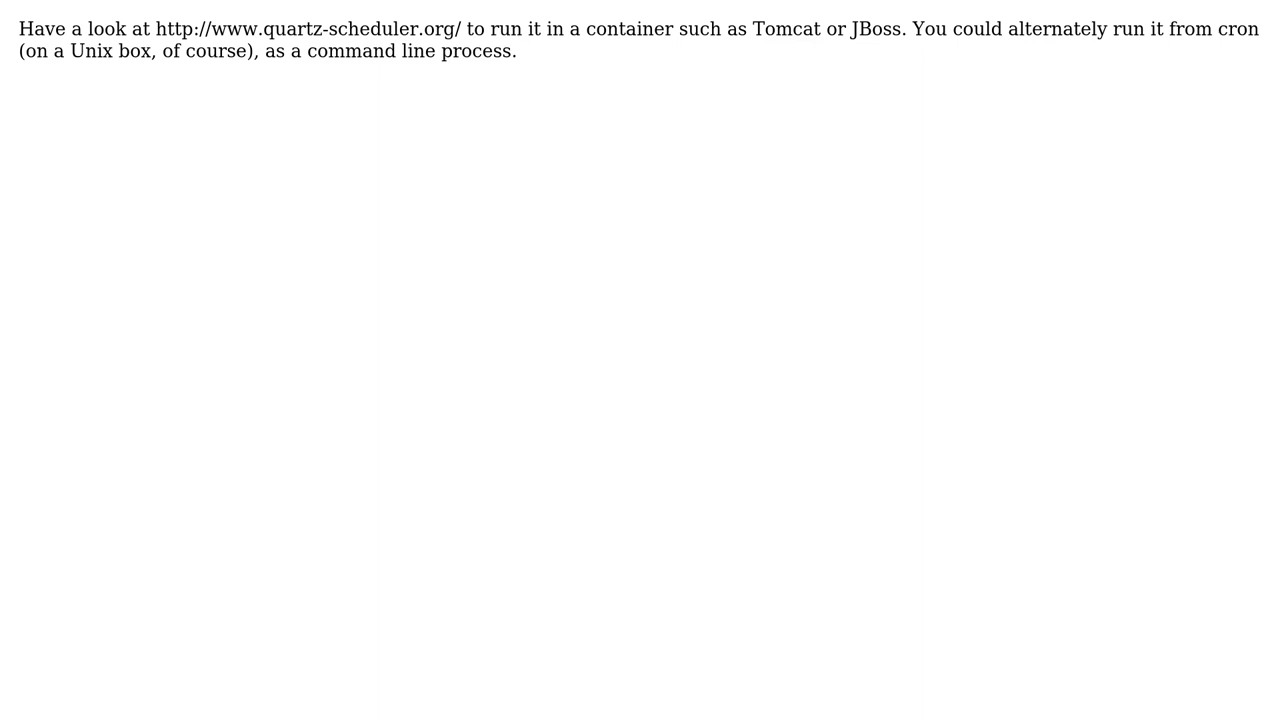 Have a look at http://www.quartz-scheduler.org/ to run it in a container such as Tomcat or JBoss. You could alternately run it from cron
(on a Unix box, of course), as a command line process.